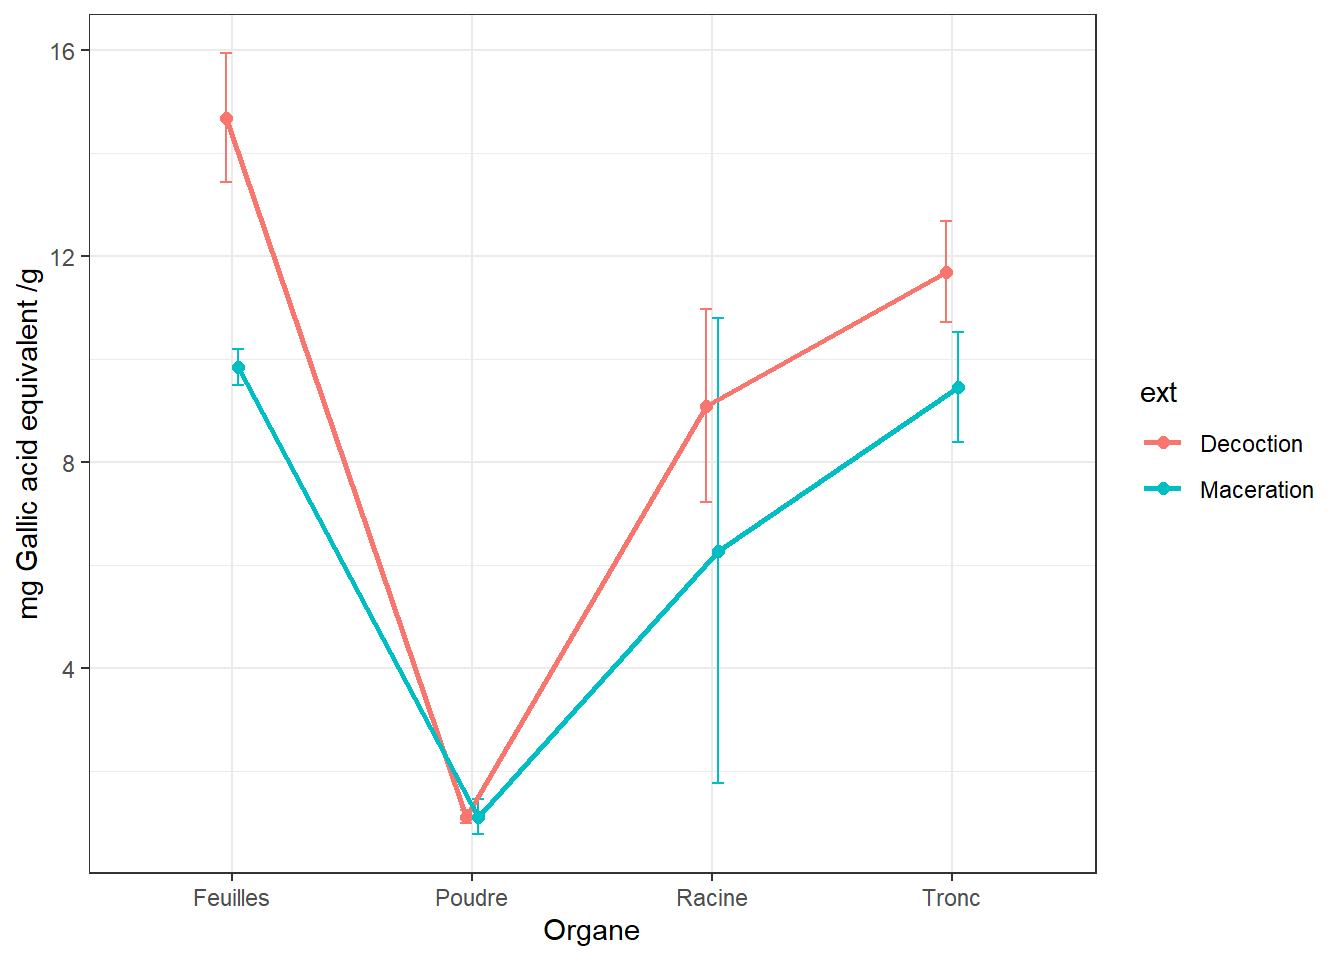 16
12
8
4
mg Gallic acid equivalent /g
Feuilles
Poudre
Racine
Tronc
Organe
ext
Decoction
Maceration